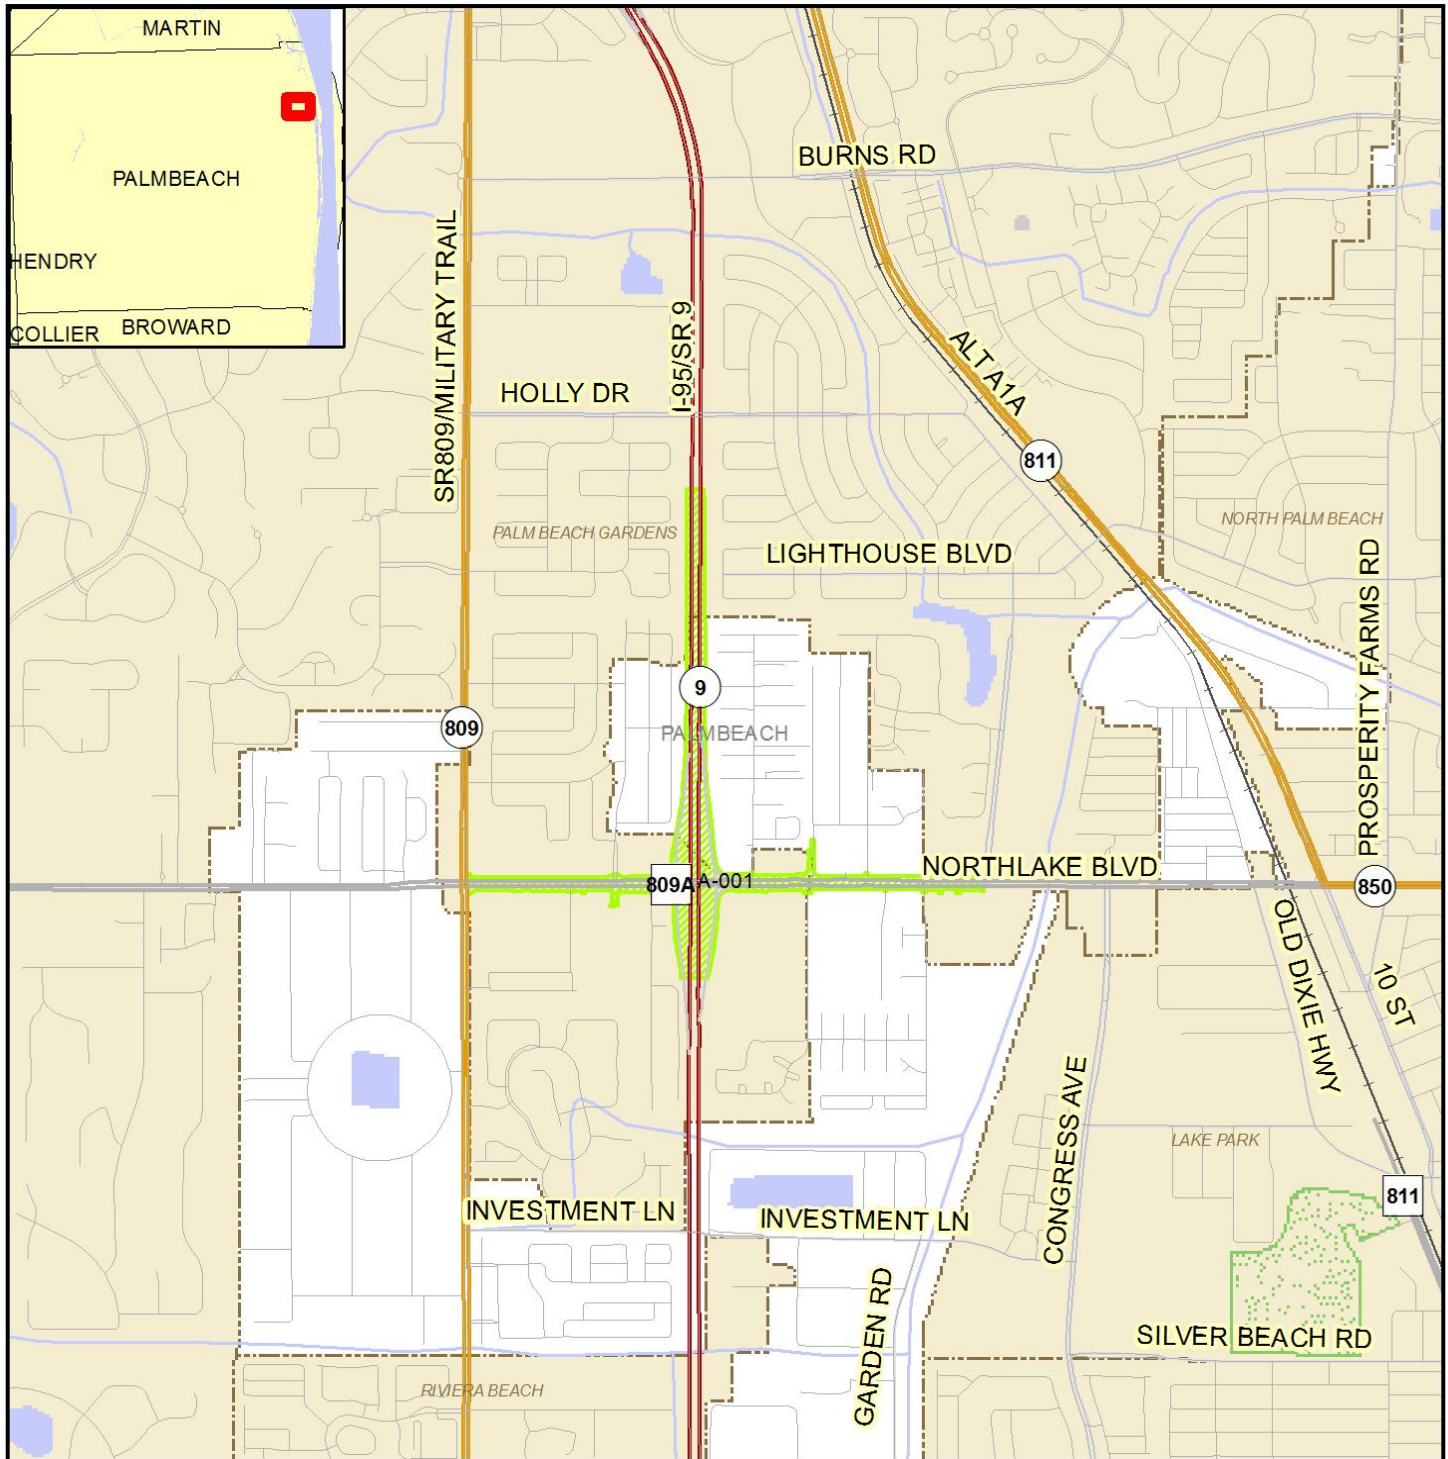 MARTIN
PALMBEACH
HENDRY
COLLIER
BROWARD
BURNS RD
SR809/MILITARY TRAIL
I-95/SR 9
HOLLY DR
ALT A1A
811
PALM BEACH GARDENS
NORTH PALM BEACH
LIGHTHOUSE BLVD
PROSPERITY FARMS RD
9
809
PALMBEACH
NORTHLAKE BLVD
809A
A-001
850
OLD DIXIE HWY
10 ST
CONGRESS AVE
LAKE PARK
811
INVESTMENT LN
INVESTMENT LN
GARDEN RD
SILVER BEACH RD
RIVIERA BEACH